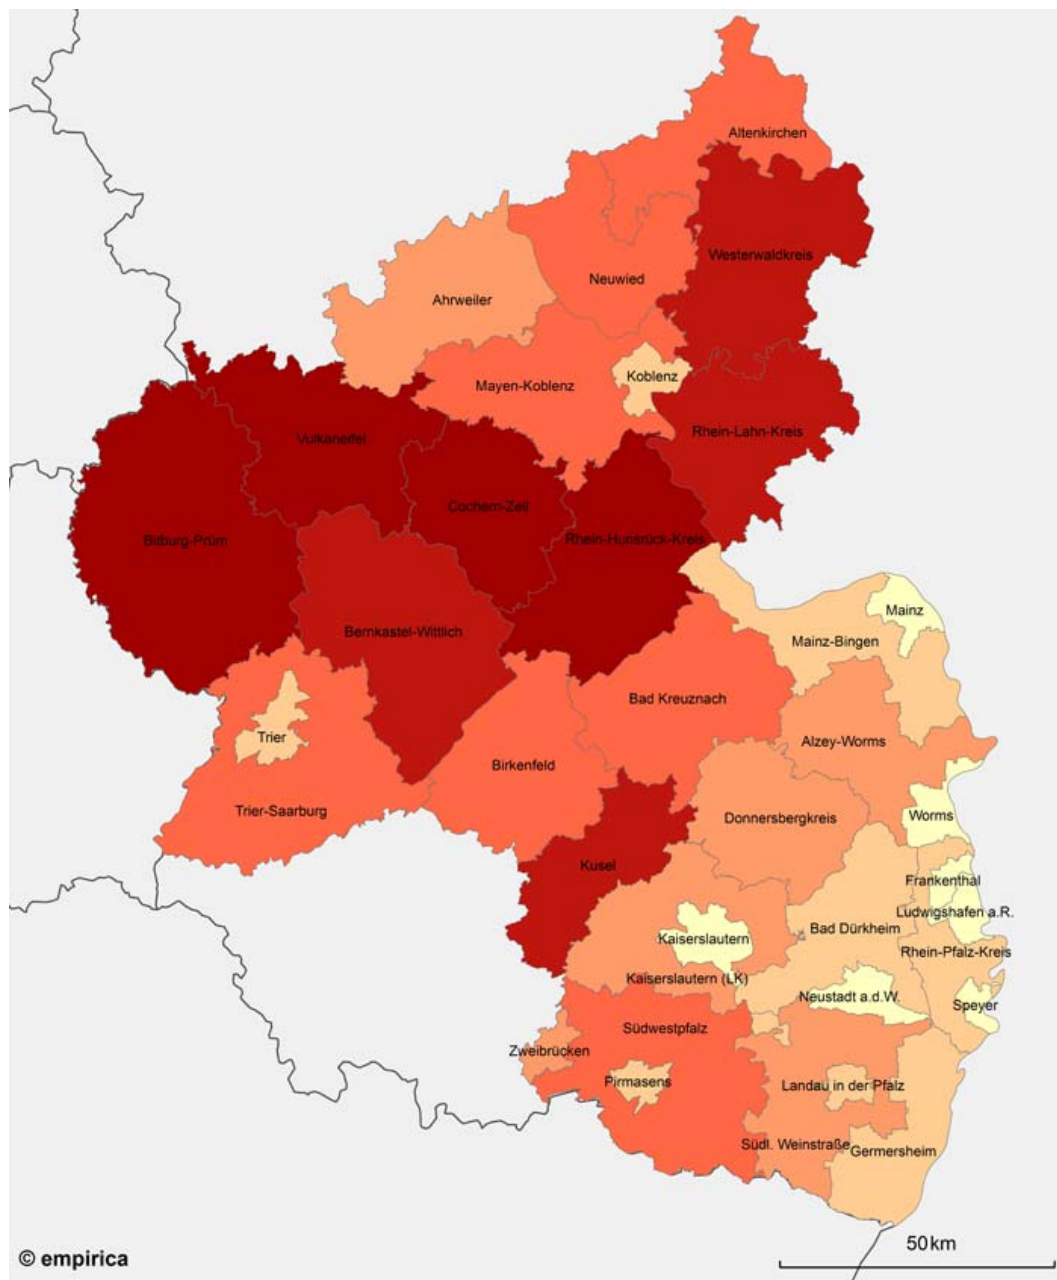 Altenkirchen
Westerwaldkreis
Neuwied
Ahrweiler
Koblenz
Mayen-Koblenz
Rhein-Lahn-Kreis
Vulkaneifel
Cochem-Zell
Bitburg-Prüm
Rhein-Hunsrück-Kreis
Mainz
Bernkastel-Wittlich
Mainz-Bingen
Bad Kreuznach
Trier
Alzey-Worms
Birkenfeld
Trier-Saarburg
Donnersbergkreis
Worms
Kusel
Frankenthal
Ludwigshafen a.R.
Bad Dürkheim
Kaiserslautern
Rhein-Pfalz-Kreis
Kaiserslautern (LK)
Neustadt a.d.W.
Speyer
Südwestpfalz
Zweibrücken
Pirmasens
Landau in der Pfalz
Südl. Weinstraße
Germersheim
50km
© empirica